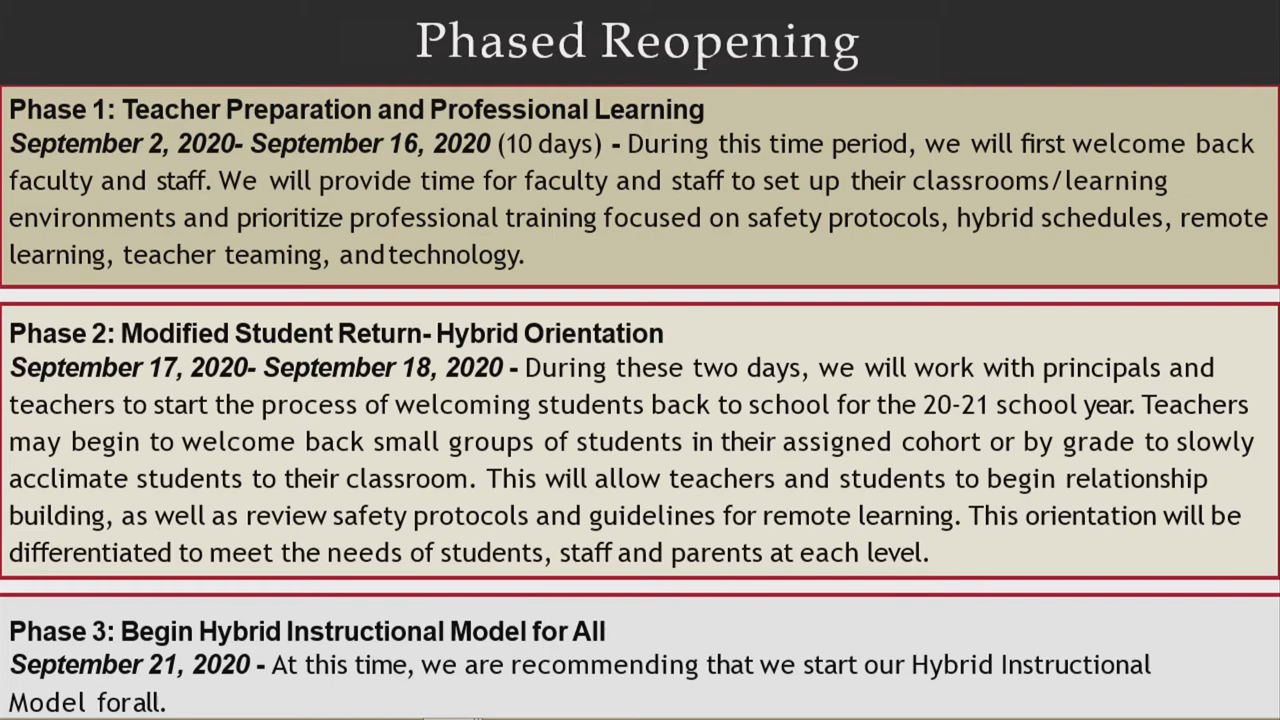 Phased Reopening
Phase 1: Teacher Preparation and Professional Learning
September 2, 2020- September 16, 2020 (10 days) - During this time period, we will first welcome back
faculty and staff. We will provide time for faculty and staff to set up their classrooms/learning
environments and prioritize professional training focused on safety protocols, hybrid schedules, remote
learning, teacher teaming, andtechnology.
Phase 2: Modified Student Return- Hybrid Orientation
September 17, 2020- September 18, 2020 - During these two days, we will work with principals and
teachers to start the process of welcoming students back to school for the 20-21 school year. Teachers
may begin to welcome back small groups of students in their assigned cohort or by grade to slowly
acclimate students to their classroom. This will allow teachers and students to begin relationship
building, as well as review safety protocols and guidelines for remote learning. This orientation will be
differentiated to meet the needs of students, staff and parents at each level.
Phase 3: Begin Hybrid Instructional Model for All
September 21, 2020 - At this time, we are recommending that we start our Hybrid Instructional
Model forall.